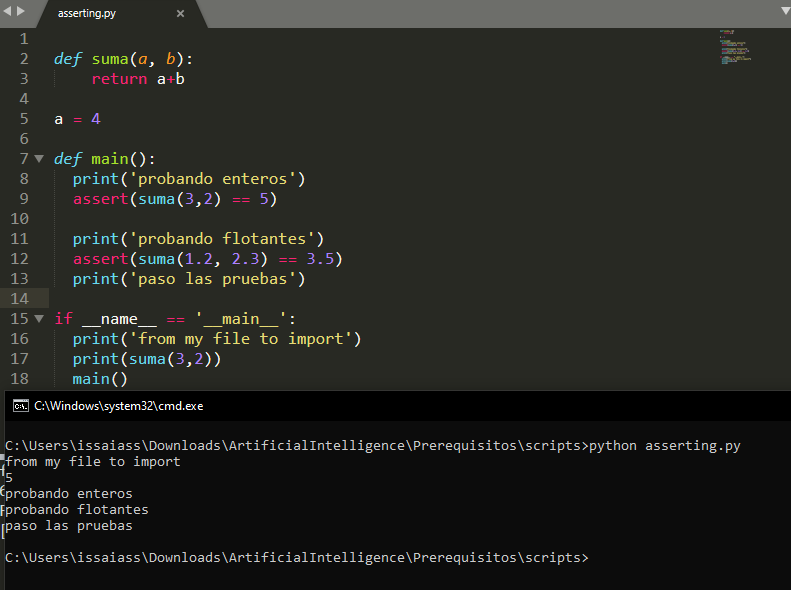 asserting.py
1
2 def suma(a, b):
3 return a+b
4
5 a = 4
6
7 def main():
8 print('probando enteros')
9 assert(suma(3,2) == 5)
10
11 print('probando flotantes')
12 assert(suma(1.2, 2.3) == 3.5)
13 print('paso las pruebas')
14
15 if __name__ == '__main__':
16 print('from my file to import')
17 print(suma(3,2))
18 main()
C:\Windows\system32\cmd.exe
C:\Users\issaiass\Downloads\ArtificialIntelligence\Prerequisitos\scripts>python asserting.py
from my file to import
5
probando enteros
probando flotantes
paso las pruebas
C:\Users\issaiass\Downloads\ArtificialIntelligence\Prerequisitos\scripts>